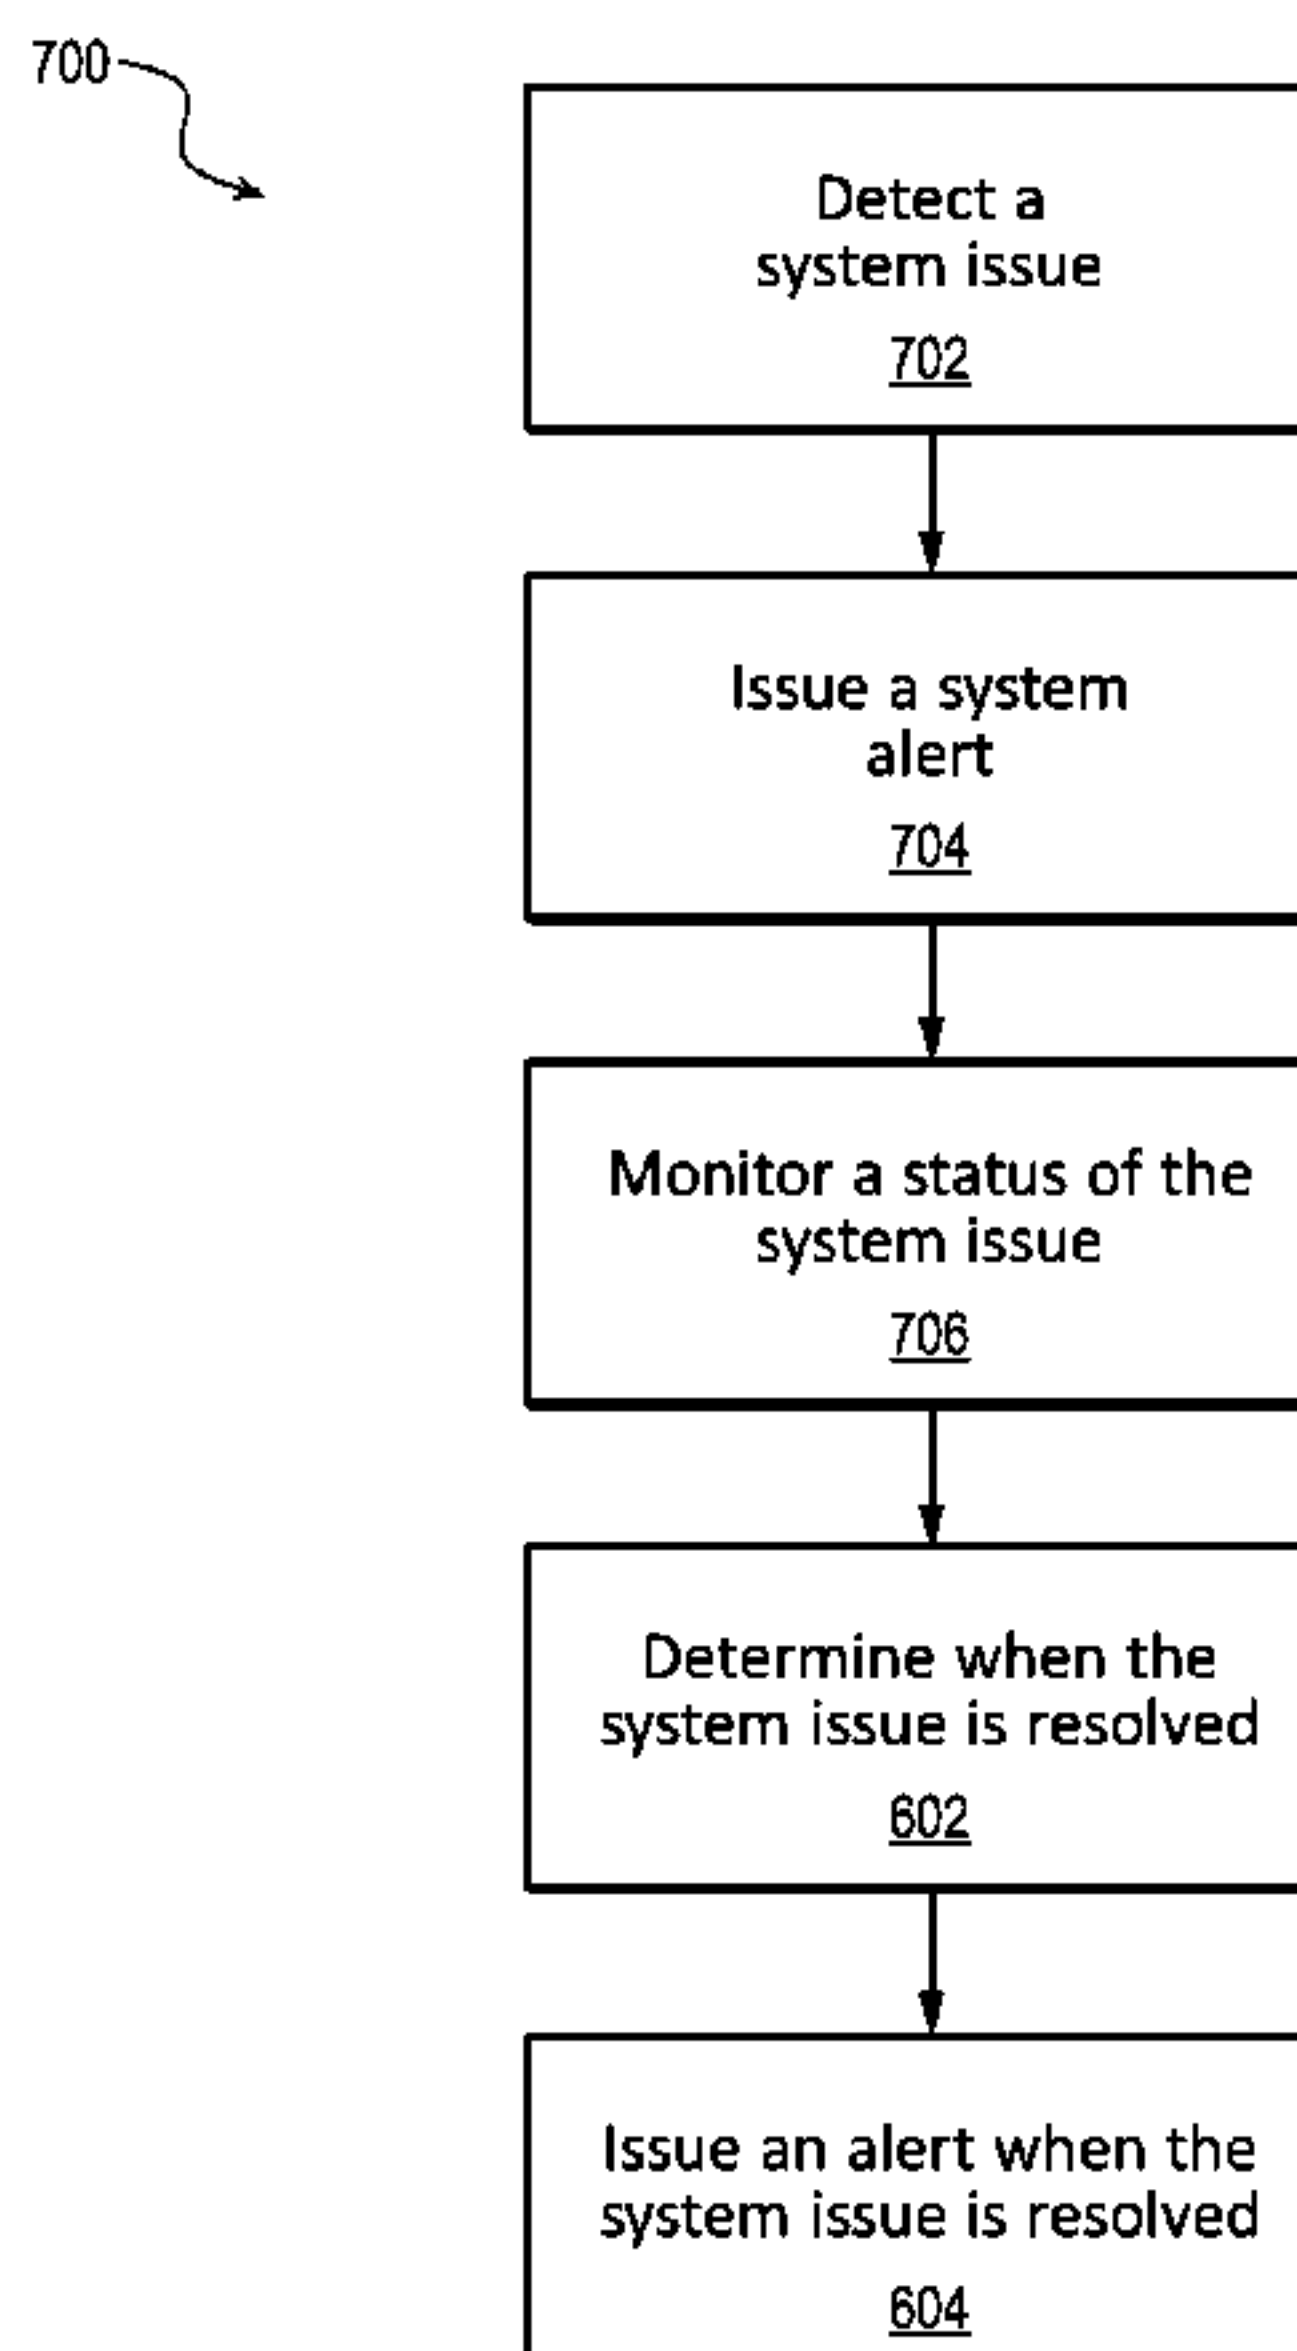 700
Detect a
system issue
702
Issue a system
alert
704
Monitor a status of the
system issue
706
Determine when the
system issue is resolved
602
Issue an alert when the
system issue is resolved
604